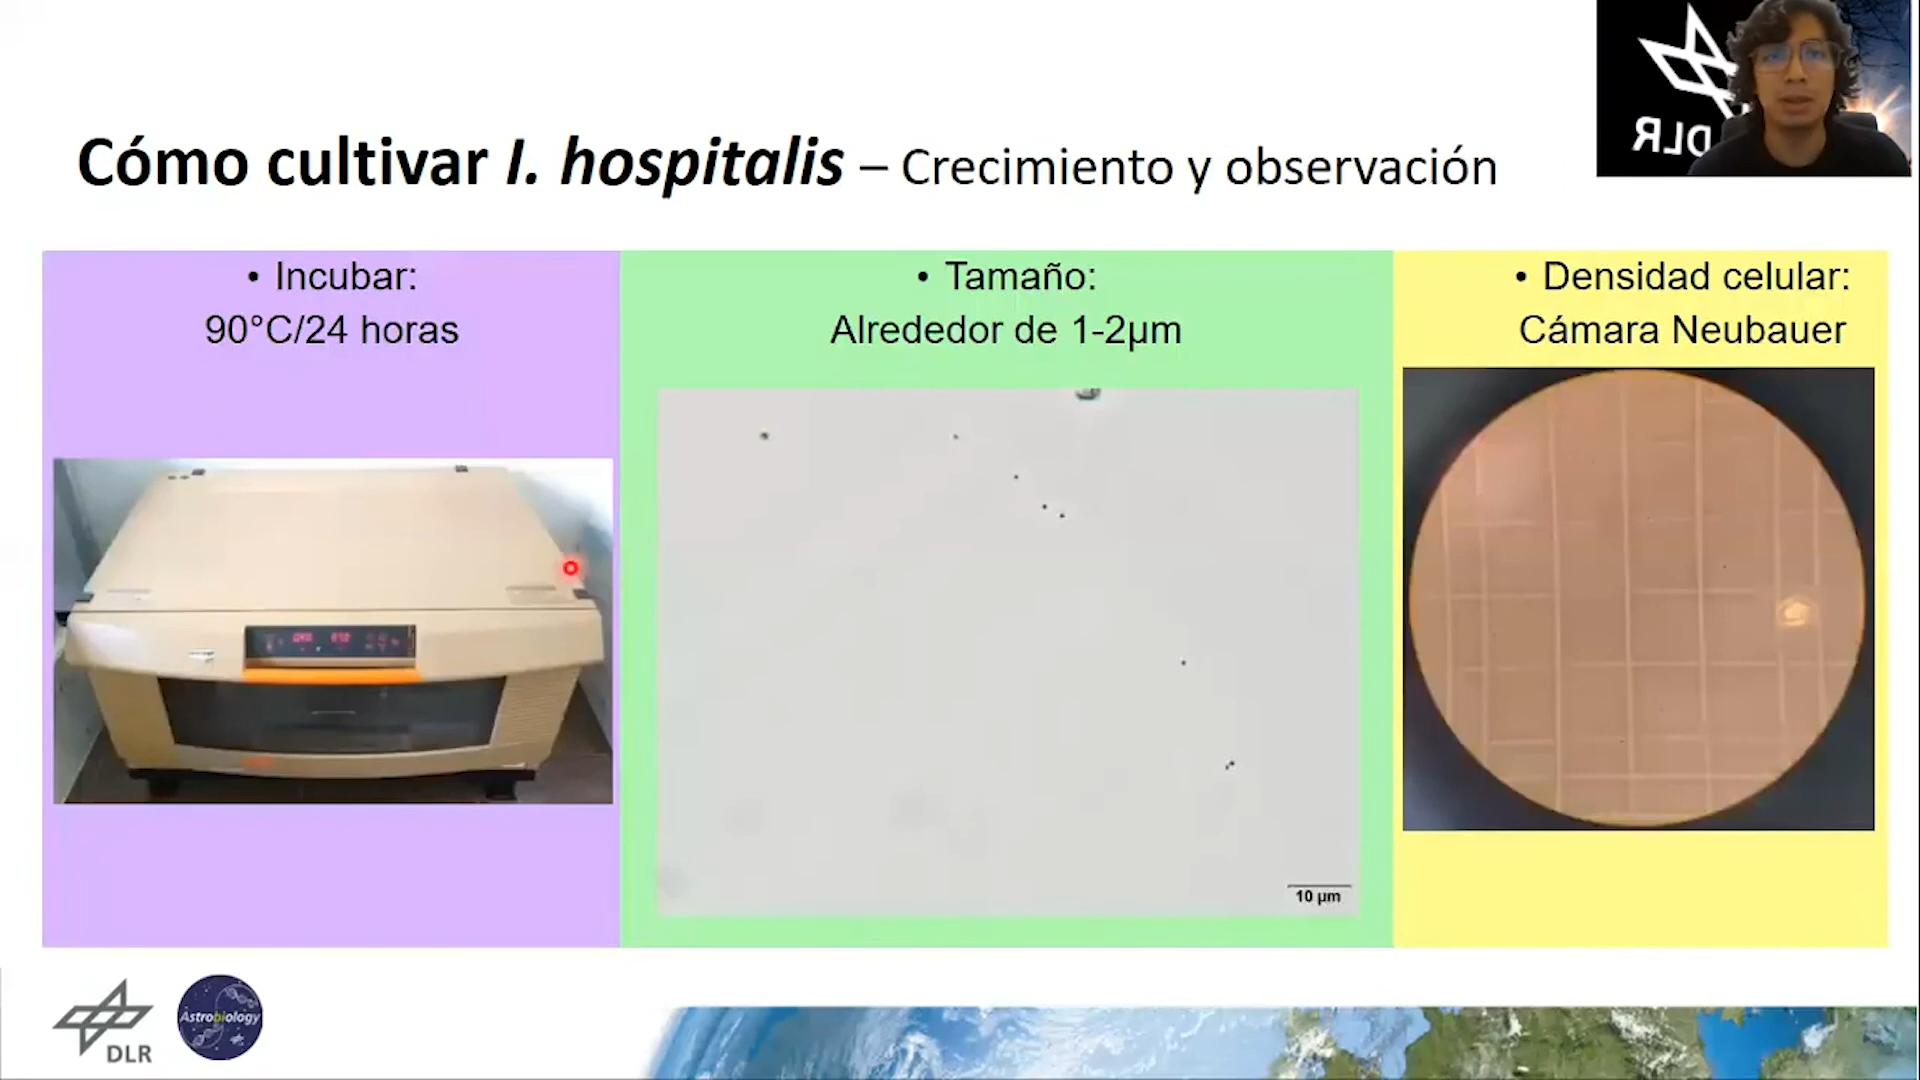 DLR
Cómo cultivar I. hospitalis – Crecimiento y observación
• Incubar:
90°C/24 horas
• Tamaño:
Alrededor de 1-2µm
• Densidad celular:
Cámara Neubauer
10 µm
DLR
Astrobiology